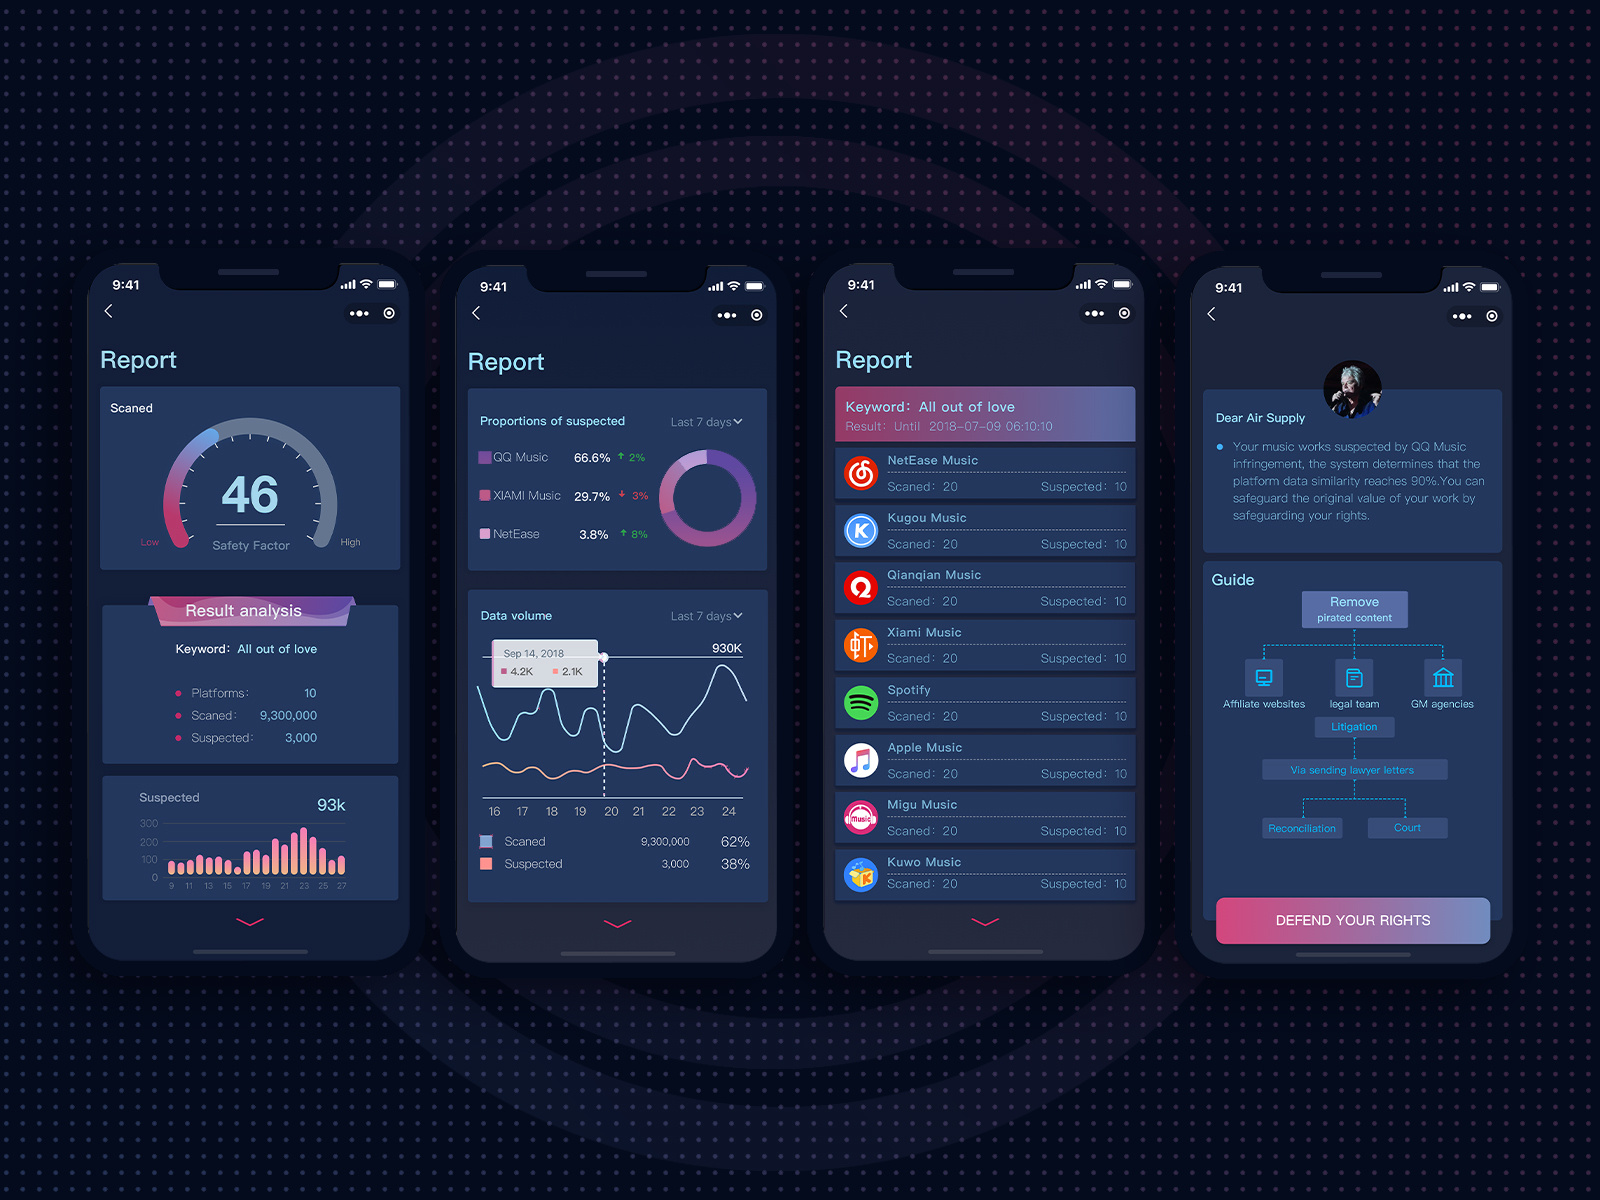 9:41
Report
Scaned
46
Safety Factor
Low
High
Result analysis
Keyword: All out of love
Platforms: 10
Scaned: 9,300,000
Suspected: 3,000
Suspected
93k
300
200
100
0
9 11 13 15 17 19 21 23 25 27
9:41
Report
Proportions of suspected Last 7 days
QQ Music 66.6% 2%
XIAMI Music 29.7% 3%
NetEase 3.8% 8%
Data volume Last 7 days
930K
Sep 14, 2018
4.2K 2.1K
16 17 18 19 20 21 22 23 24
Scaned 9,300,000 62%
Suspected 3,000 38%
9:41
Report
Keyword: All out of love
Result: Until 2018-07-09 06:10:10
NetEase Music
Scaned: 20 Suspected: 10
Kugou Music
K
Scaned: 20 Suspected: 10
Qianqian Music
Scaned: 20 Suspected: 10
Xiami Music
虾
Scaned: 20 Suspected: 10
Spotify
Scaned: 20 Suspected: 10
Apple Music
Scaned: 20 Suspected: 10
Migu Music
Music
Scaned: 20 Suspected: 10
Kuwo Music
K
Scaned: 20 Suspected: 10
9:41
Dear Air Supply
Your music works suspected by QQ Music
infringement, the system determines that the
platform data similarity reaches 90%.You can
safeguard the original value of your work by
safeguarding your rights.
Guide
Remove
pirated content
Affiliate websites legal team GM agencies
Litigation
Via sending lawyer letters
Reconciliation Court
DEFEND YOUR RIGHTS